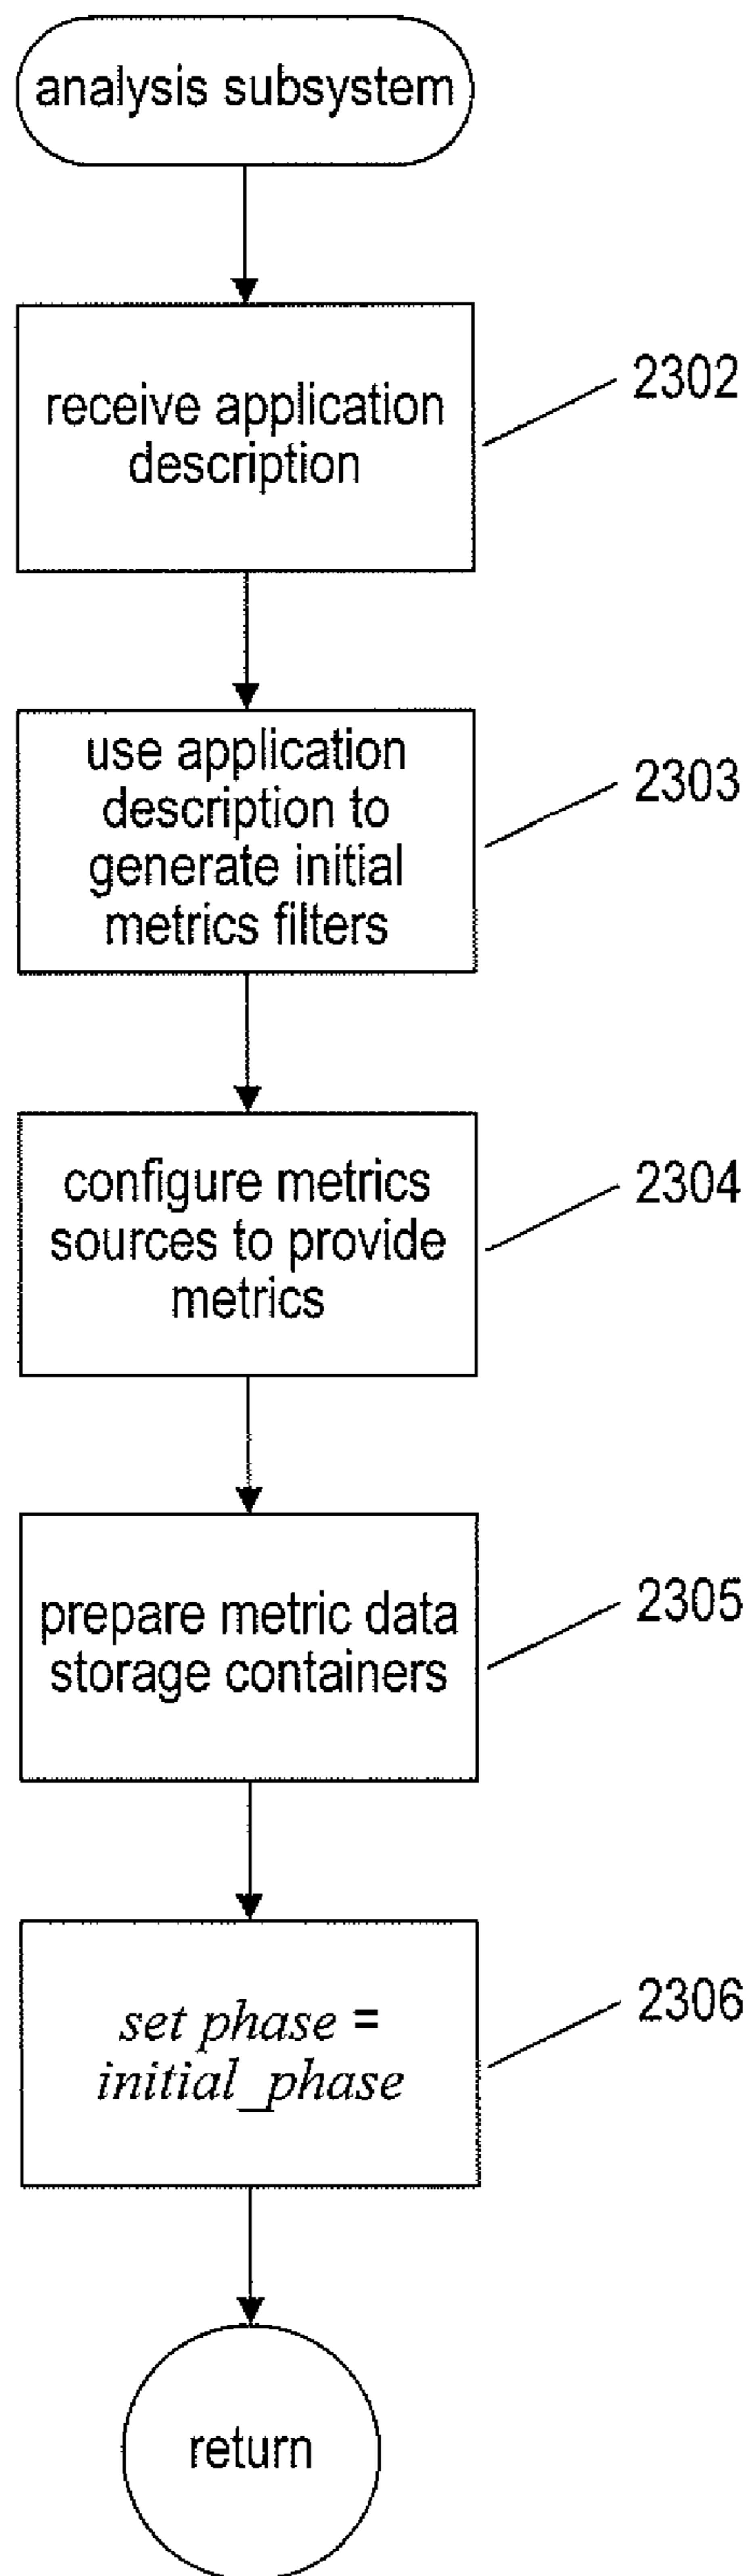 analysis subsystem
receive application
description
2302
use application
description to
generate initial
metrics filters
2303
configure metrics
sources to provide
metrics
2304
prepare metric data
storage containers
2305
set phase =
initial_phase
2306
return